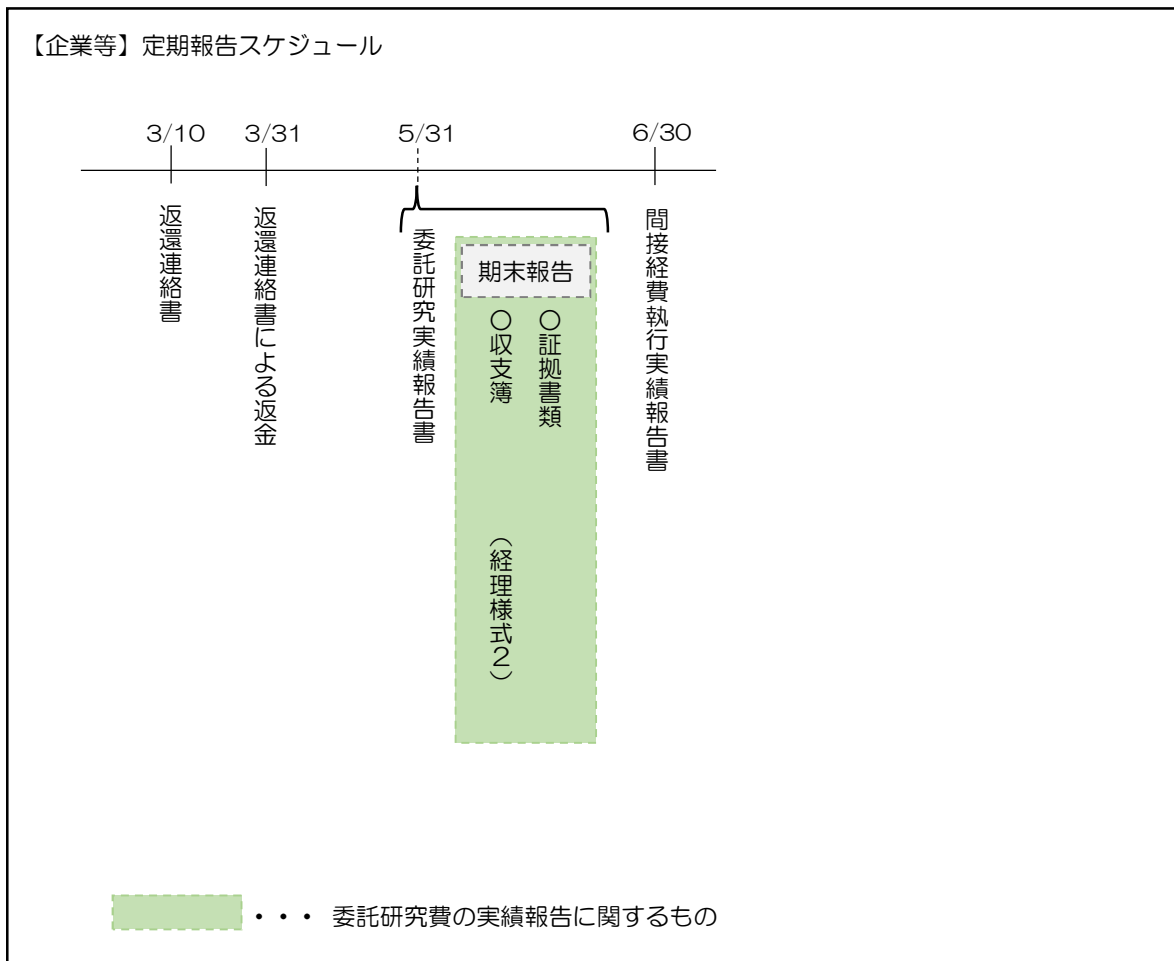 【企業等】定期報告スケジュール
3/10
3/31
5/31
6/30
返還連絡書
返還連絡書による返金
委託研究実績報告書
期末報告
○収支簿
（経理様式２）
○証拠書類
間接経費執行実績報告書
・・・ 委託研究費の実績報告に関するもの